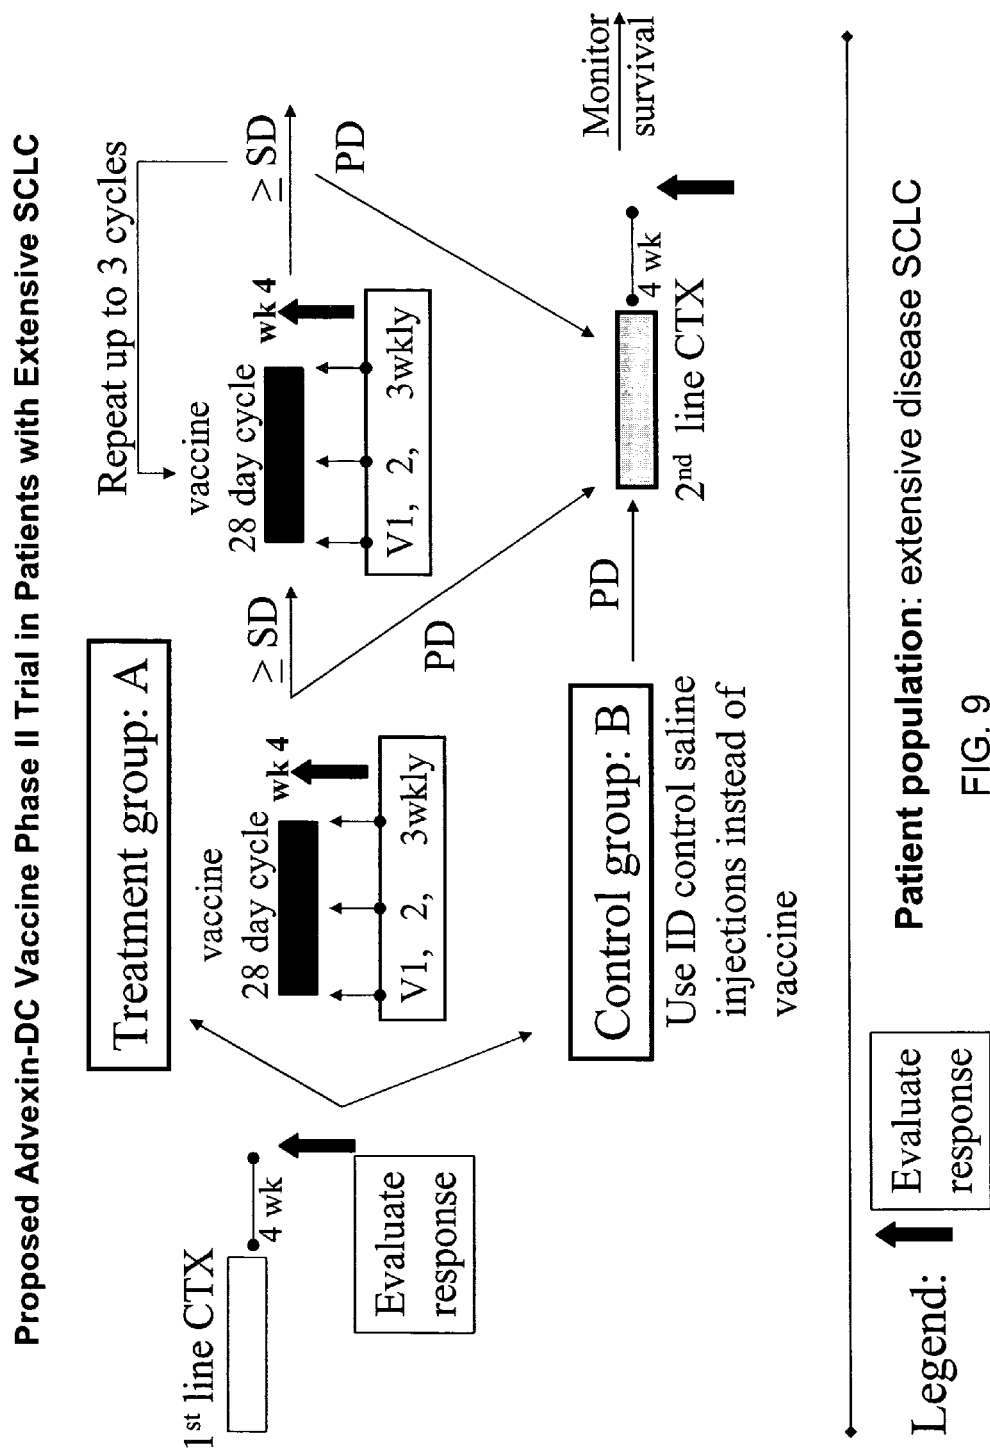 Proposed Advexin-DC Vaccine Phase II Trial in Patients with Extensive SCLC
Repeat up to 3 cycles
Treatment group: A
1st line CTX
4 wk
Evaluate
response
vaccine
28 day cycle
wk 4
V1, 2, 3wkly
≥ SD
PD
vaccine
28 day cycle
wk 4
V1, 2, 3wkly
≥ SD
PD
Control group: B
Use ID control saline
injections instead of
vaccine
PD
2nd line CTX
4 wk
Monitor
survival
Legend:
Evaluate
response
Patient population: extensive disease SCLC
FIG. 9